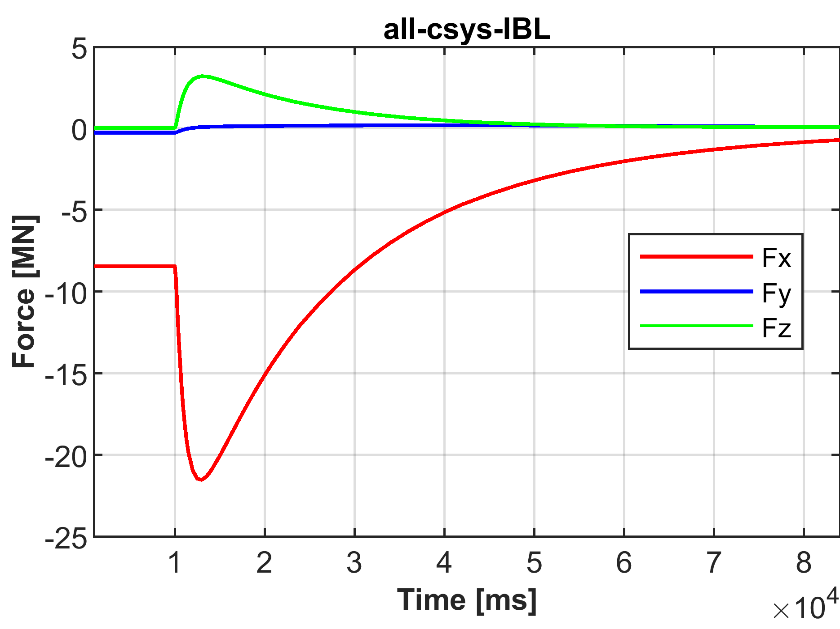 all-csys-IBL
5
0
-5
-10
-15
-20
-25
Force [MN]
Fx
Fy
Fz
1 2 3 4 5 6 7 8
Time [ms]
×10⁴